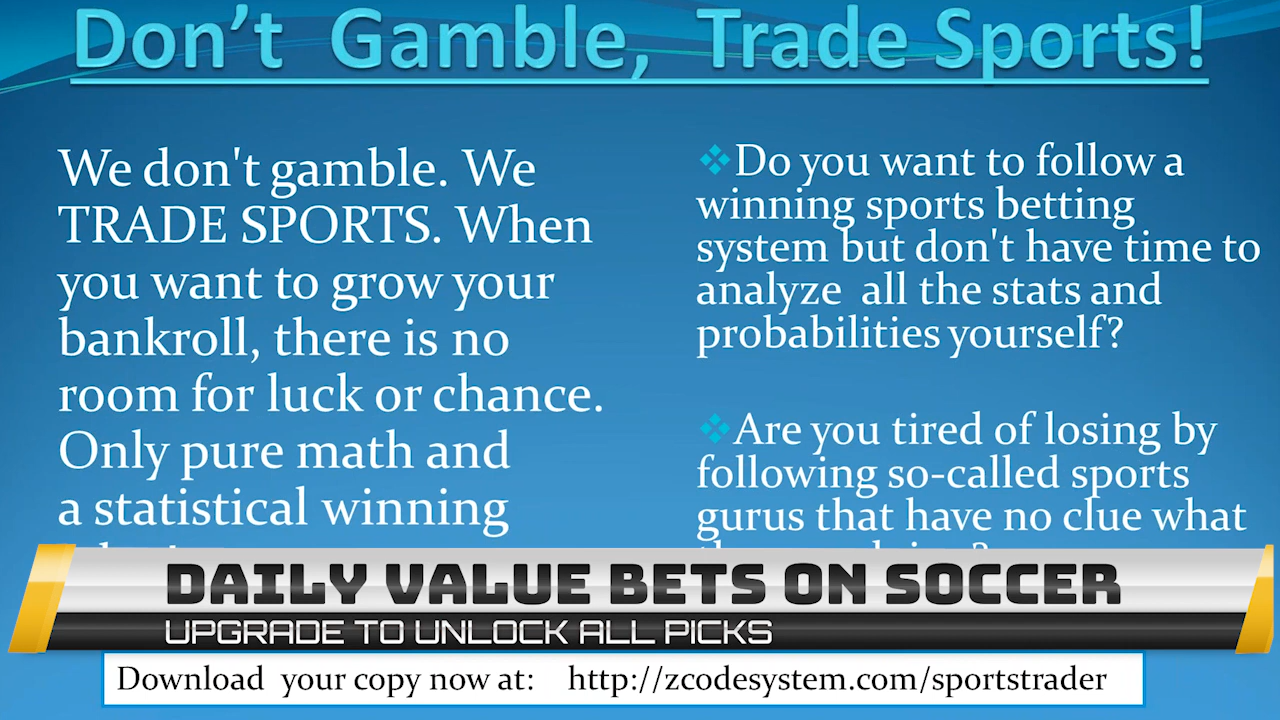 Don’t Gamble, Trade Sports!
We don't gamble. We
TRADE SPORTS. When
you want to grow your
bankroll, there is no
room for luck or chance.
Only pure math and
a statistical winning
❖Do you want to follow a
winning sports betting
system but don't have time to
analyze all the stats and
probabilities yourself?
❖Are you tired of losing by
following so-called sports
gurus that have no clue what
DAILY VALUE BETS ON SOCCER
UPGRADE TO UNLOCK ALL PICKS
Download your copy now at: http://zcodesystem.com/sportstrader